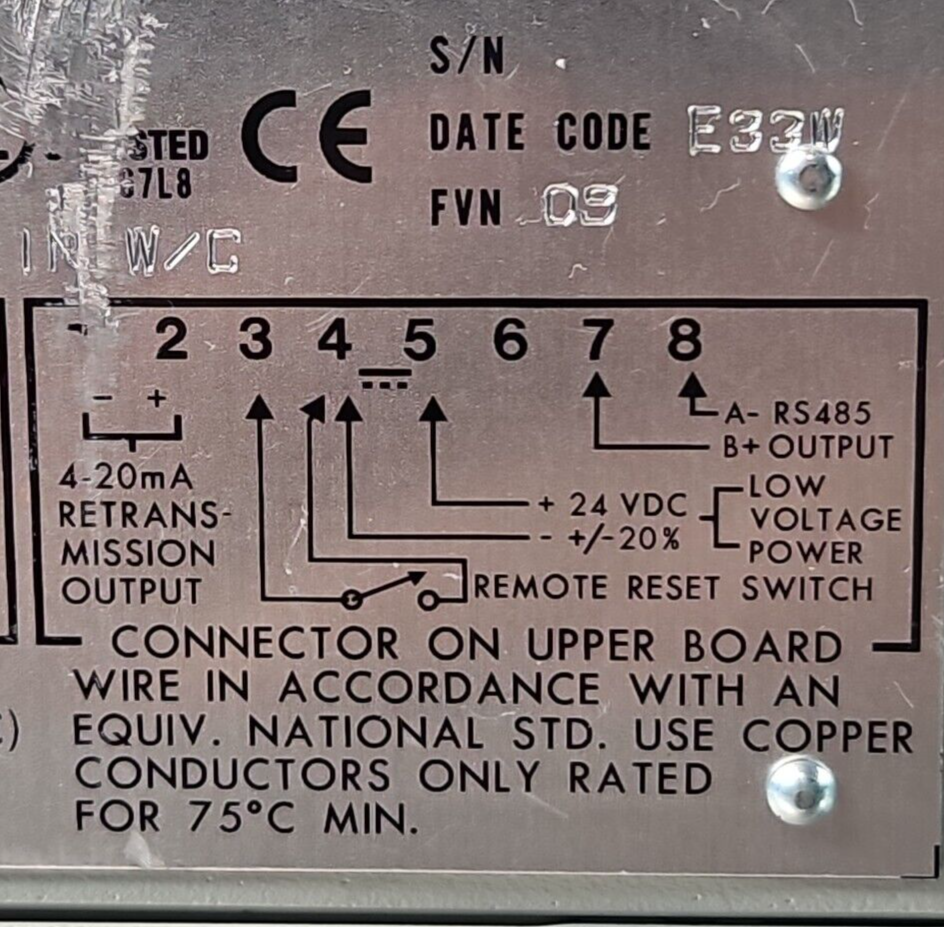 S/N
DATE CODE E33W
CE
FVN 09
W/C
2 3 4 5 6 7 8
- +
A- RS485
B+ OUTPUT
4-20mA
RETRANS-
MISSION
OUTPUT
+ 24 VDC
- +/-20%
LOW
VOLTAGE
POWER
REMOTE RESET SWITCH
CONNECTOR ON UPPER BOARD
WIRE IN ACCORDANCE WITH AN
EQUIV. NATIONAL STD. USE COPPER
CONDUCTORS ONLY RATED
FOR 75°C MIN.